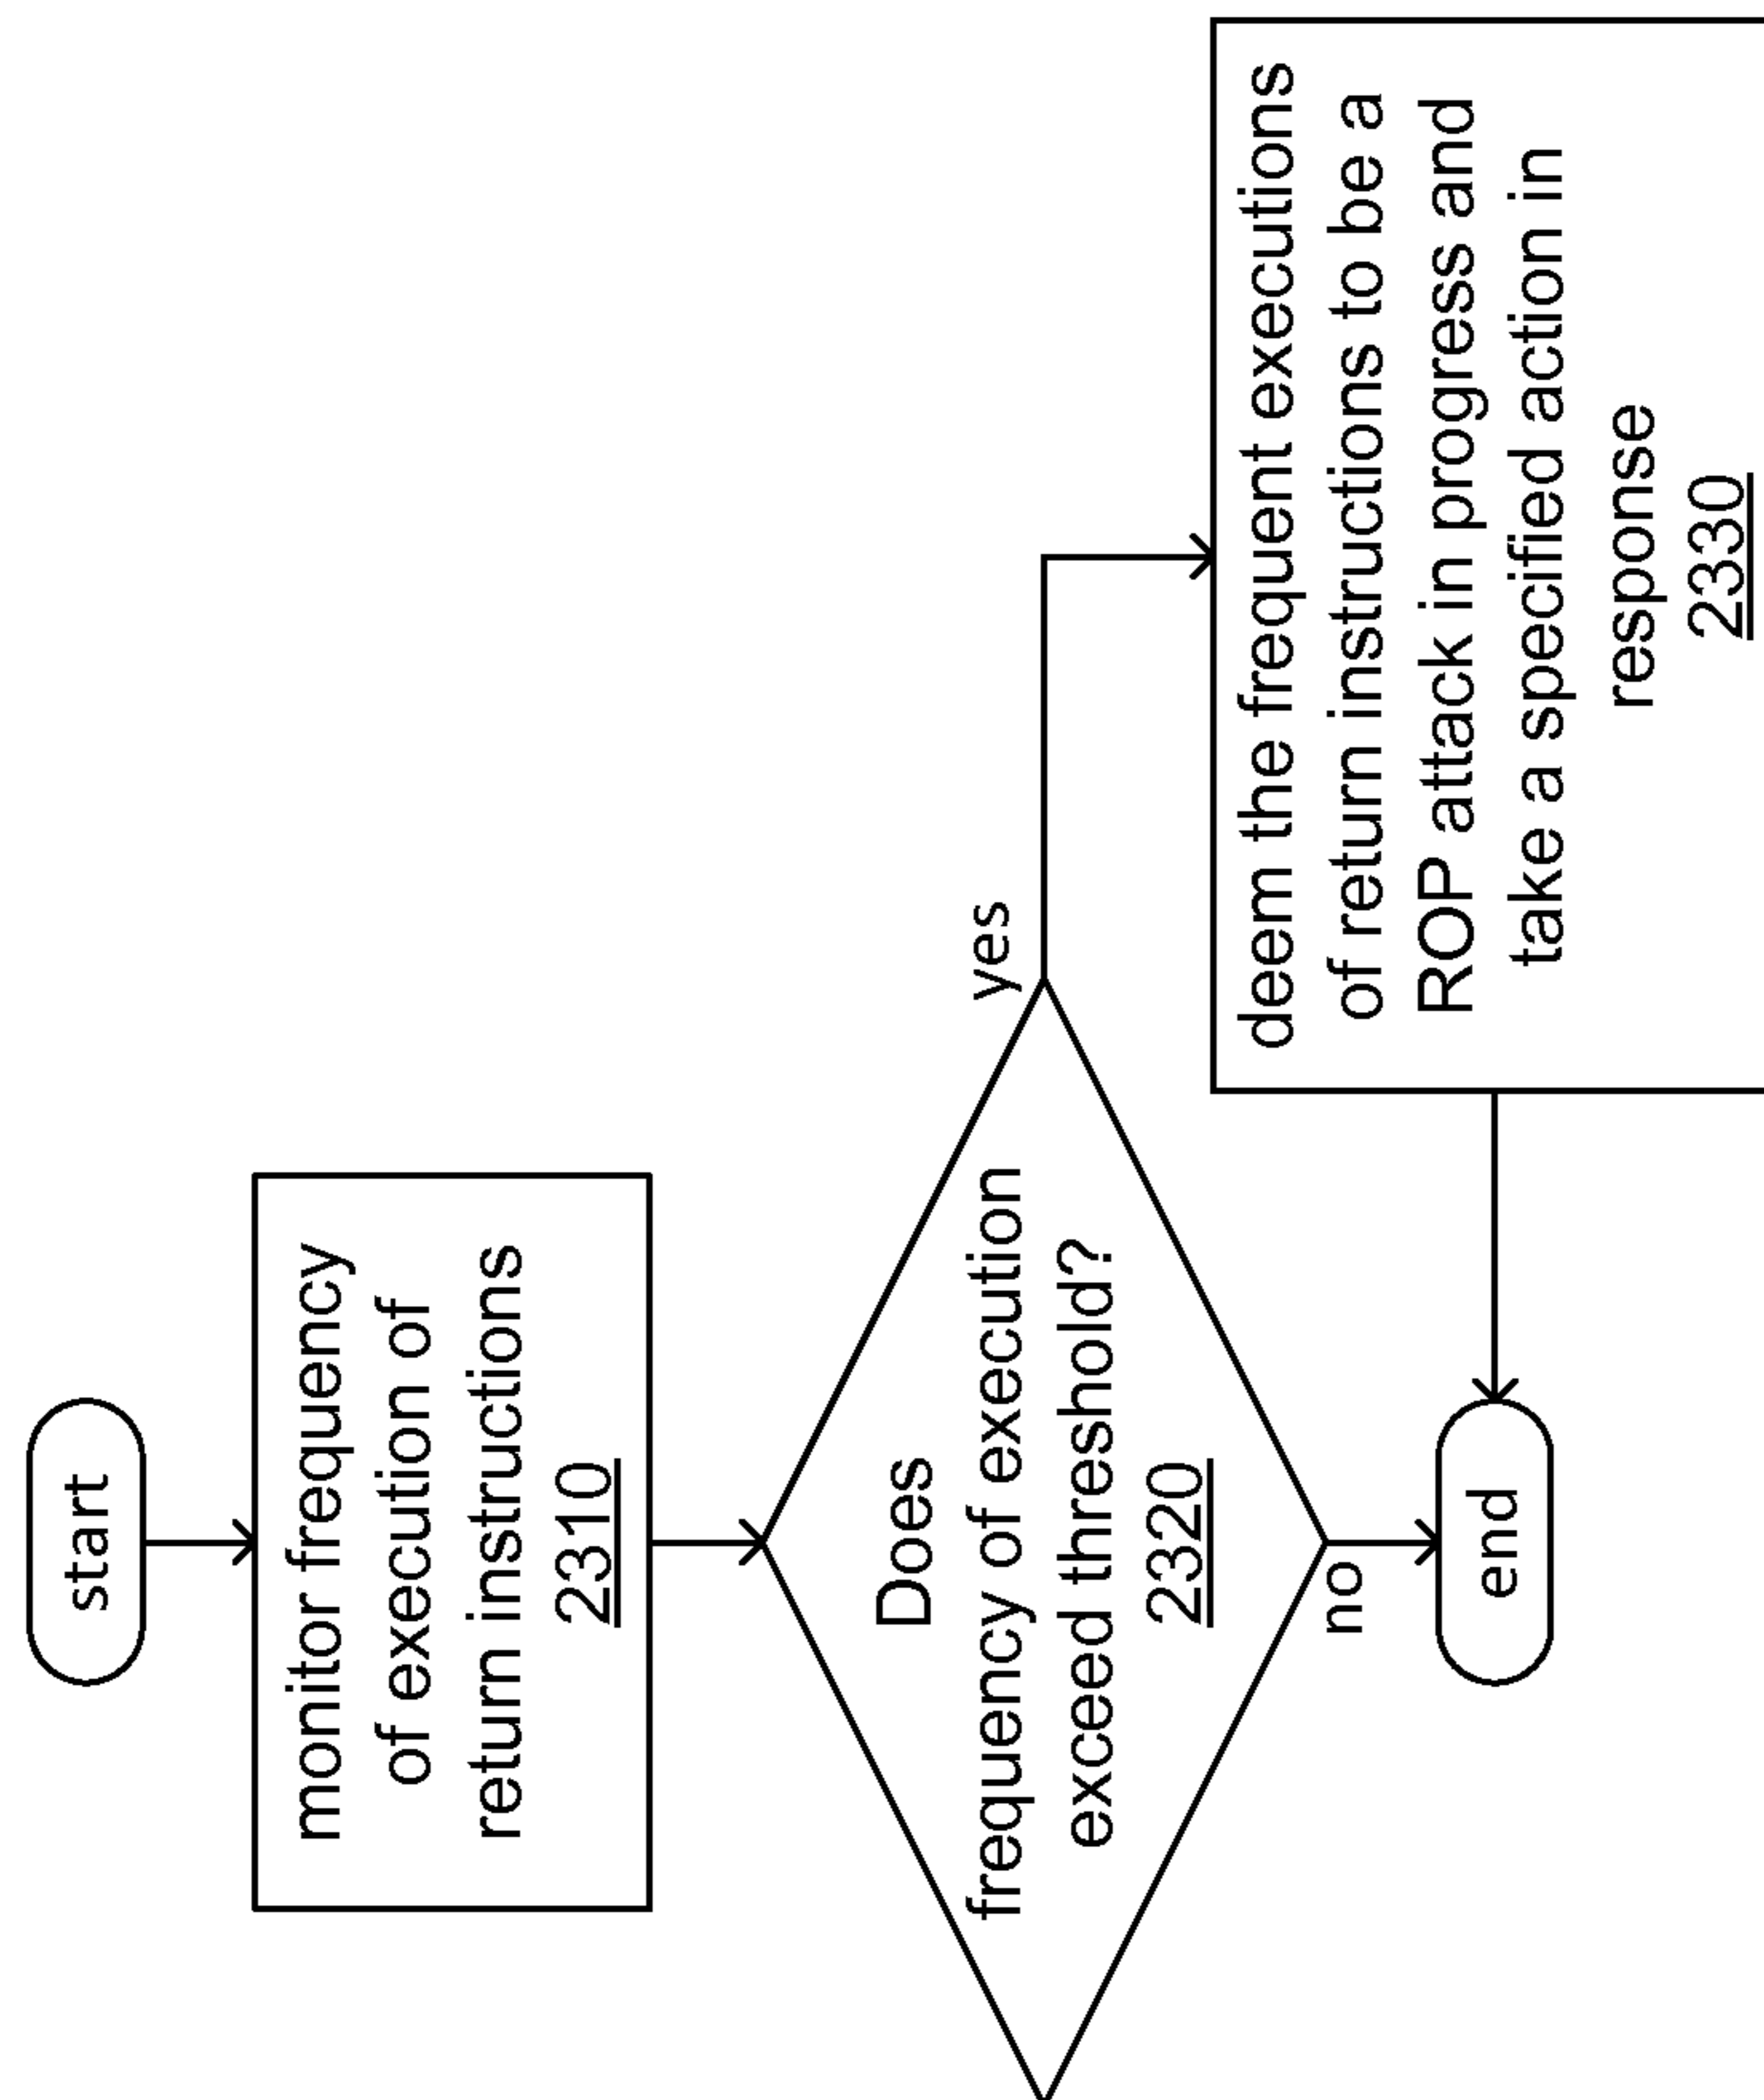 start
monitor frequency
of execution of
return instructions
2310
Does
frequency of execution
exceed threshold?
2320
yes
no
deem the frequent executions
of return instructions to be a
ROP attack in progress and
take a specified action in
response
2330
end